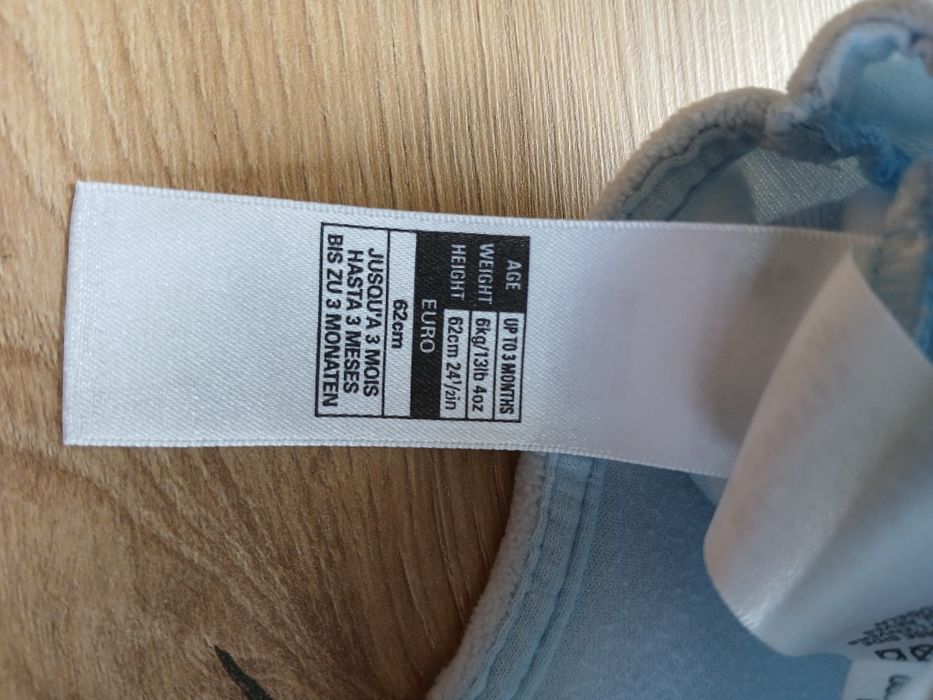 AGE UP TO 3 MONTHS
WEIGHT 6kg/13lb 4oz
HEIGHT 62cm 24¹/2in
EURO
62cm
JUSQU'A 3 MOIS
HASTA 3 MESES
BIS ZU 3 MONATEN